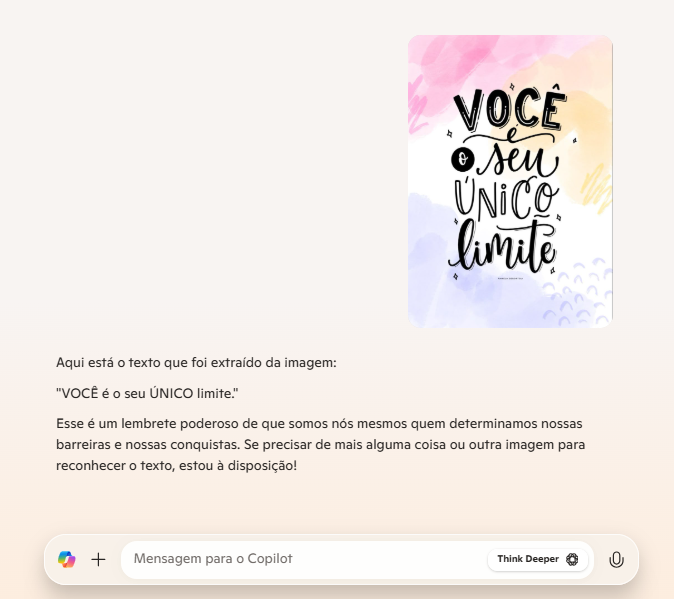 VOCÊ
é
o seu
ÚNICO
limite
Aqui está o texto que foi extraído da imagem:
"VOCÊ é o seu ÚNICO limite."
Esse é um lembrete poderoso de que somos nós mesmos quem determinamos nossas
barreiras e nossas conquistas. Se precisar de mais alguma coisa ou outra imagem para
reconhecer o texto, estou à disposição!
Mensagem para o Copilot
Think Deeper